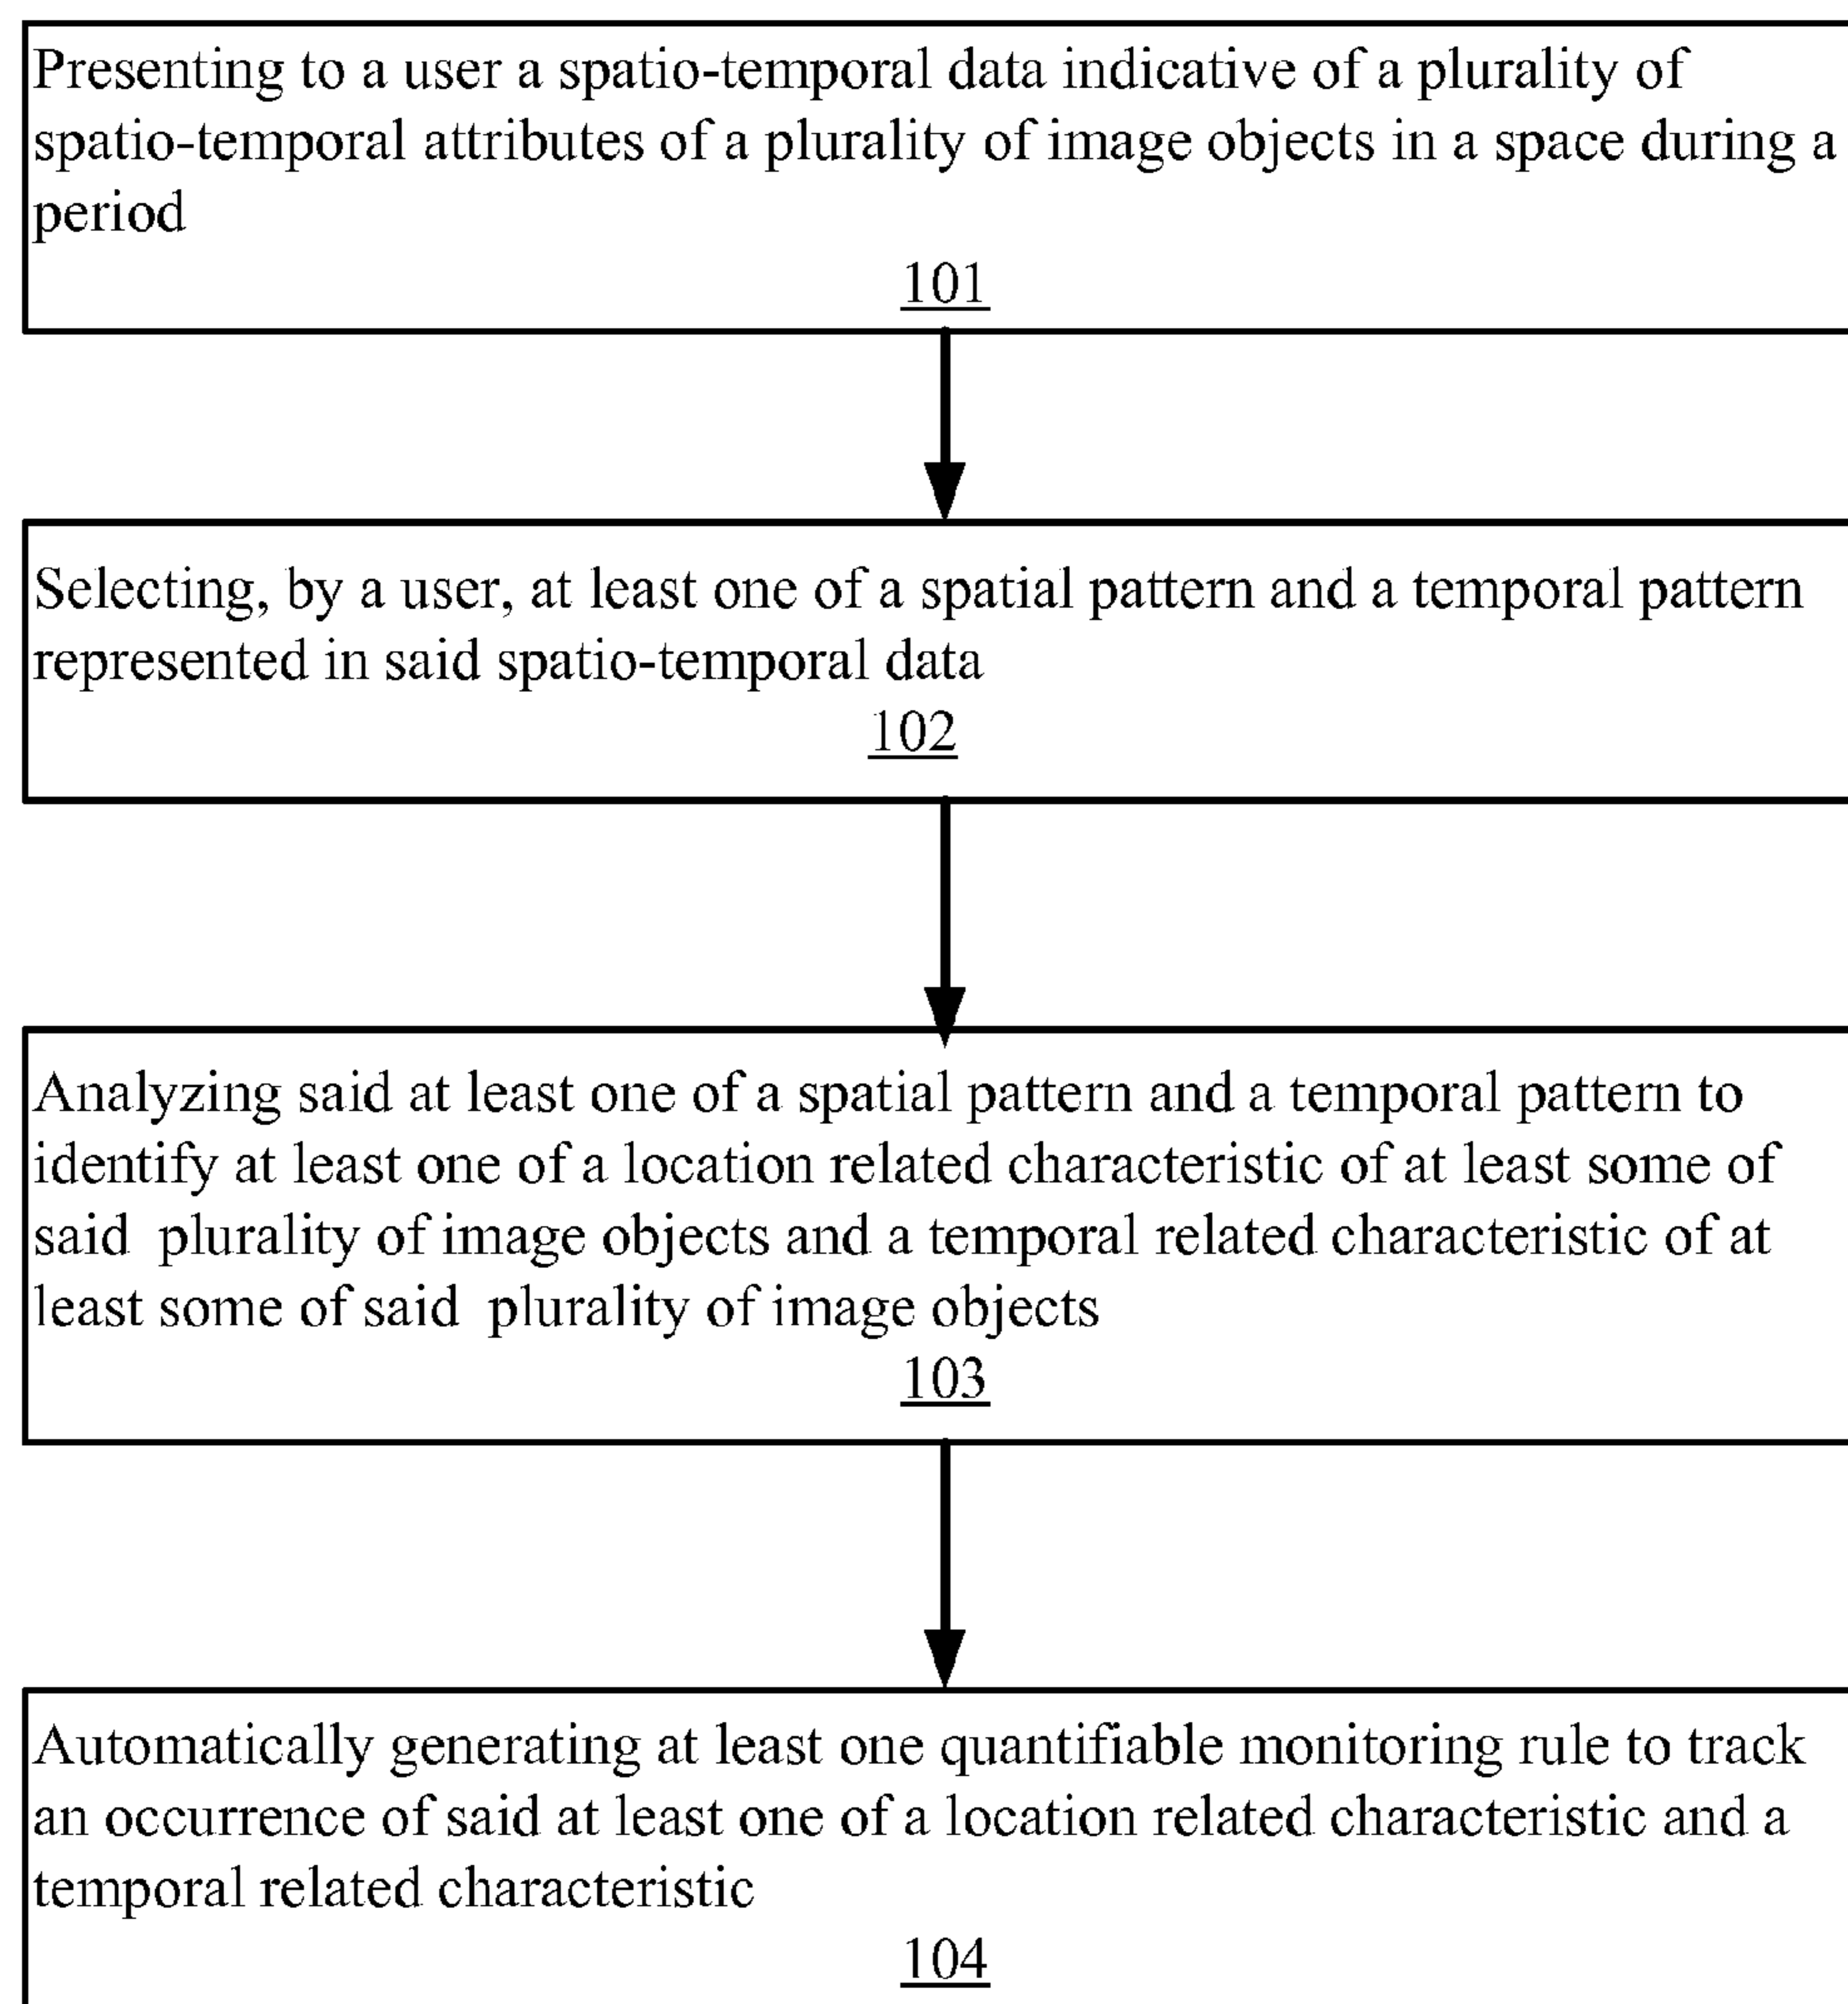 Presenting to a user a spatio-temporal data indicative of a plurality of
spatio-temporal attributes of a plurality of image objects in a space during a
period
101
Selecting, by a user, at least one of a spatial pattern and a temporal pattern
represented in said spatio-temporal data
102
Analyzing said at least one of a spatial pattern and a temporal pattern to
identify at least one of a location related characteristic of at least some of
said plurality of image objects and a temporal related characteristic of at
least some of said plurality of image objects
103
Automatically generating at least one quantifiable monitoring rule to track
an occurrence of said at least one of a location related characteristic and a
temporal related characteristic
104